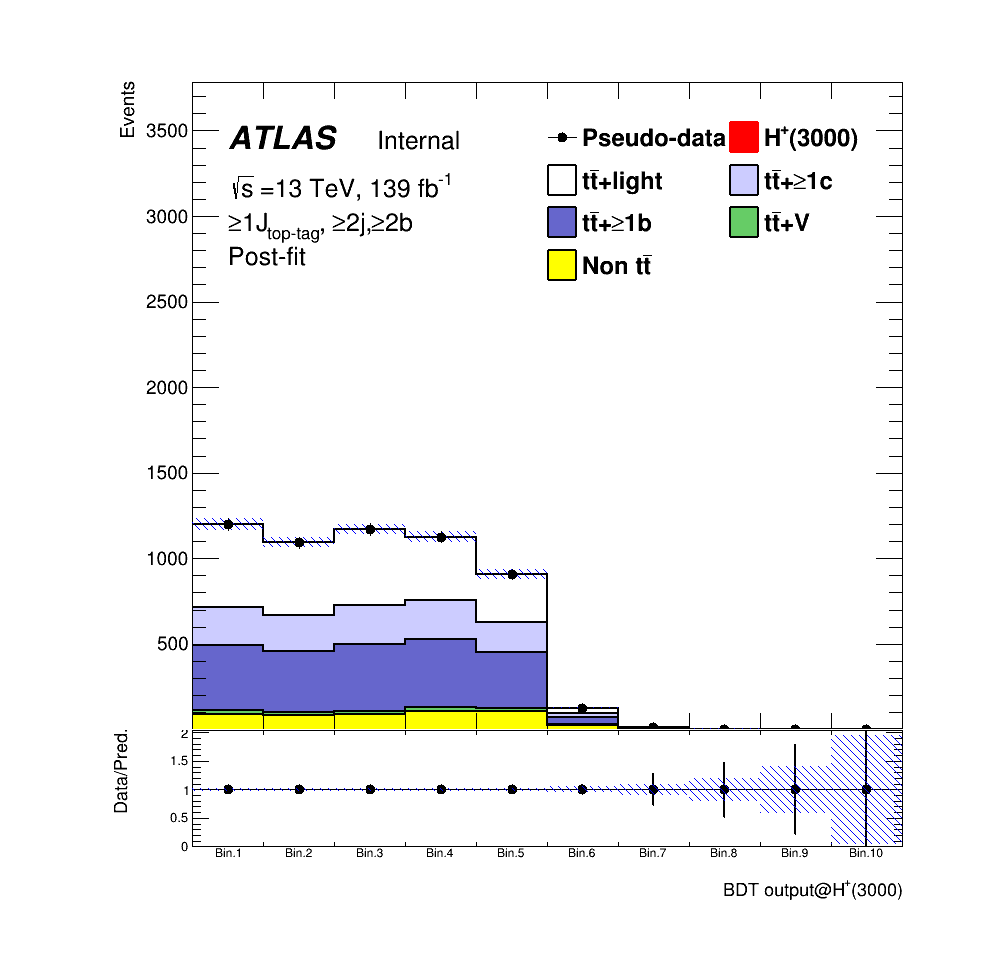 Events
3500
3000
2500
2000
1500
1000
500
ATLAS Internal
√s =13 TeV, 139 fb⁻¹
≥1J_top-tag, ≥2j,≥2b
Post-fit
Pseudo-data
H⁺(3000)
tt̄+light
tt̄+≥1c
tt̄+≥1b
tt̄+V
Non tt̄
Data/Pred.
2
1.5
1
0.5
0
Bin.1 Bin.2 Bin.3 Bin.4 Bin.5 Bin.6 Bin.7 Bin.8 Bin.9 Bin.10
BDT output@H⁺(3000)